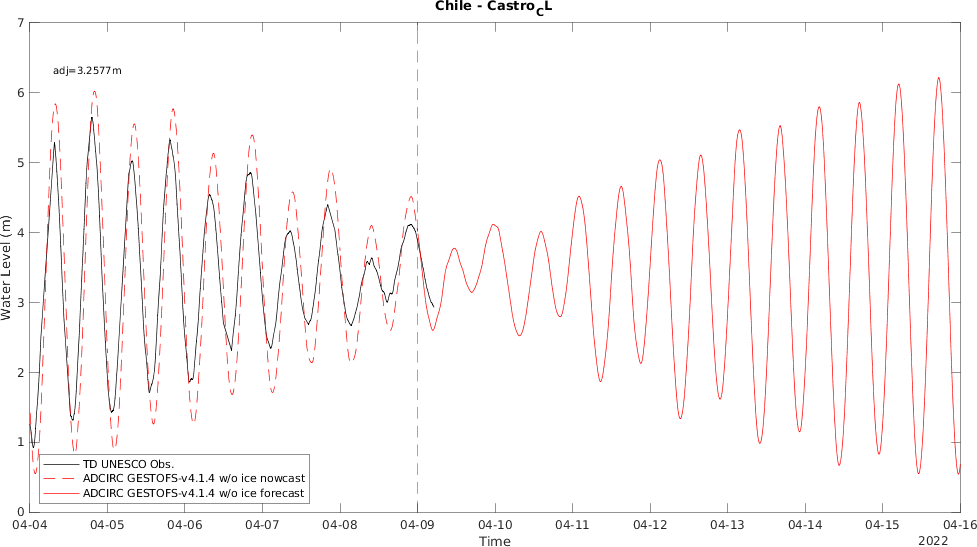 Chile - Castro_CL
7
adj=3.2577m
6
5
4
3
2
1
0
Water Level (m)
TD UNESCO Obs.
ADCIRC GESTOFS-v4.1.4 w/o ice nowcast
ADCIRC GESTOFS-v4.1.4 w/o ice forecast
04-04 04-05 04-06 04-07 04-08 04-09 04-10 04-11 04-12 04-13 04-14 04-15 04-16
Time
2022